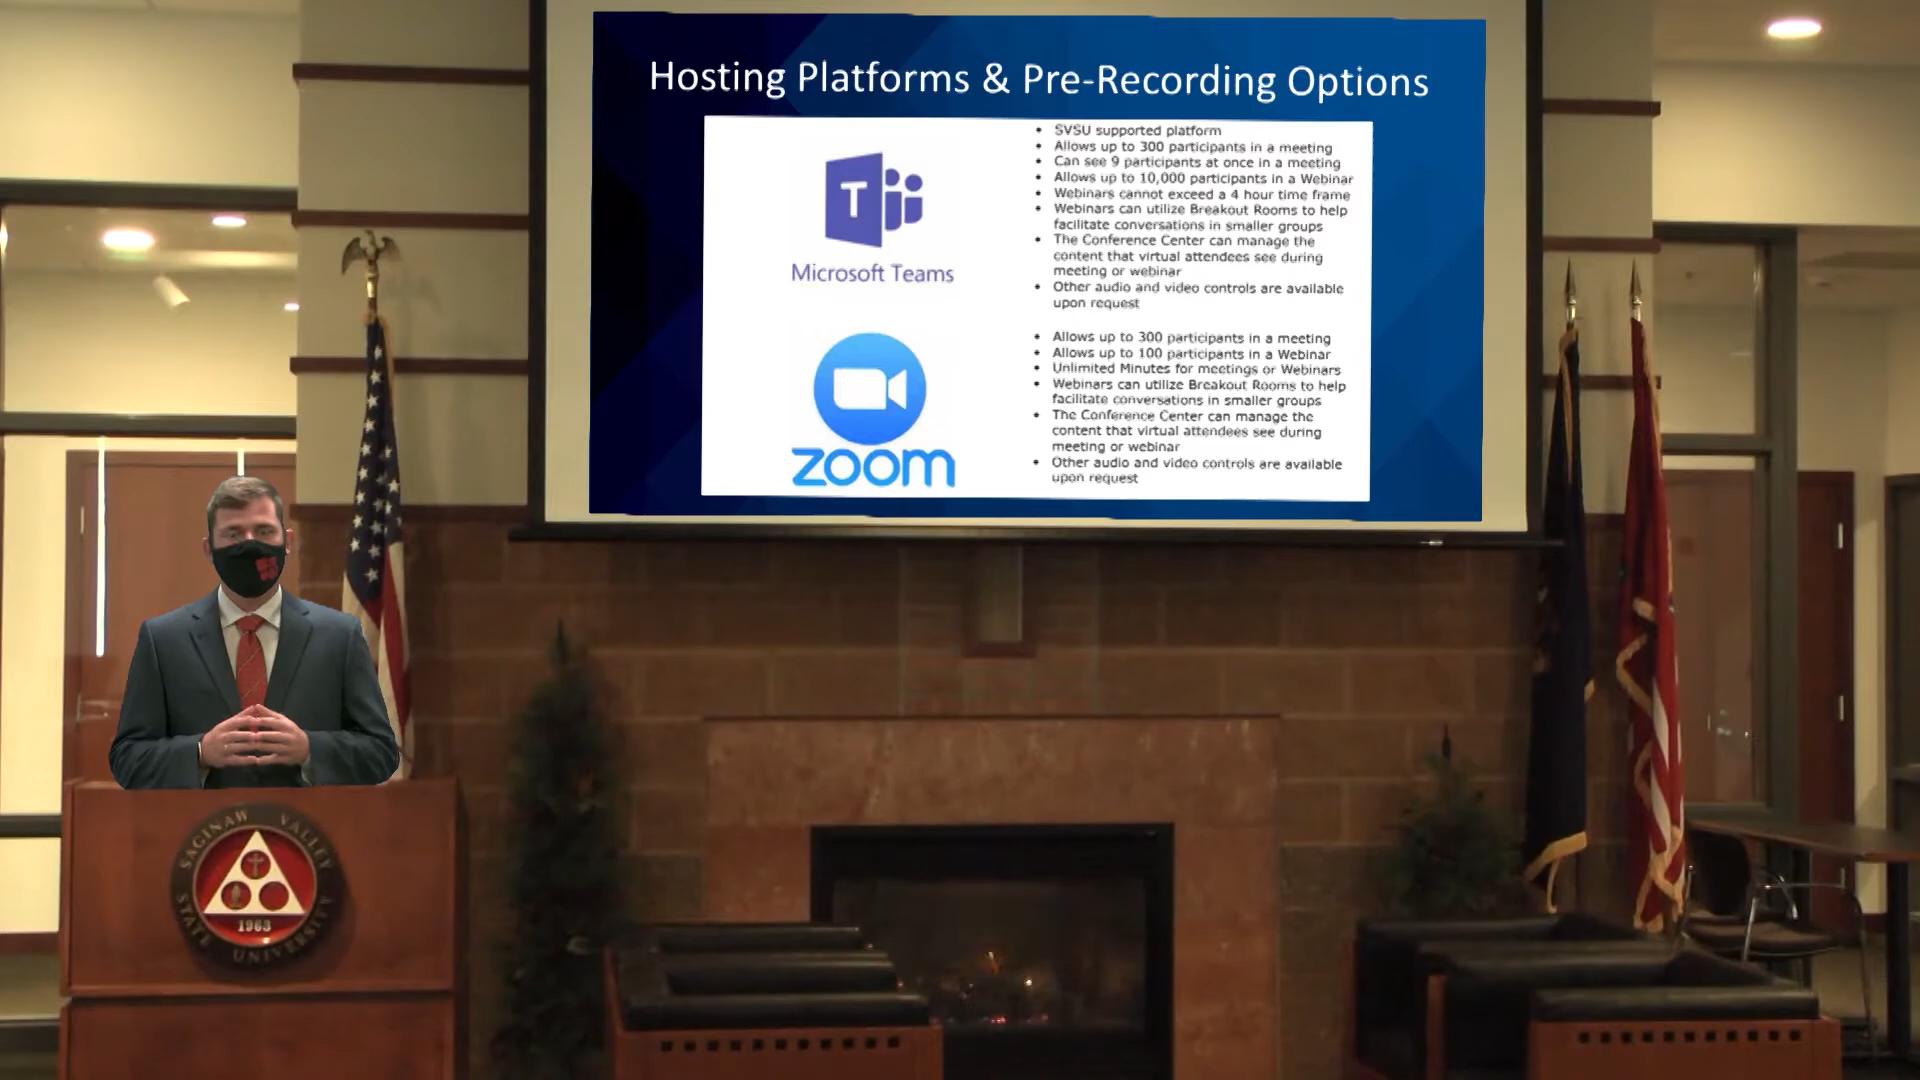 Hosting Platforms & Pre-Recording Options
T
Microsoft Teams
• SVSU supported platform
• Allows up to 300 participants in a meeting
• Can see 9 participants at once in a meeting
• Allows up to 10,000 participants in a Webinar
• Webinars cannot exceed a 4 hour time frame
• Webinars can utilize Breakout Rooms to help
facilitate conversations in smaller groups
• The Conference Center can manage the
content that virtual attendees see during
meeting or webinar
• Other audio and video controls are available
upon request
zoom
• Allows up to 300 participants in a meeting
• Allows up to 100 participants in a Webinar
• Unlimited Minutes for meetings or Webinars
• Webinars can utilize Breakout Rooms to help
facilitate conversations in smaller groups
• The Conference Center can manage the
content that virtual attendees see during
meeting or webinar
• Other audio and video controls are available
upon request
SAGINAW VALLEY
STATE UNIVERSITY
1963